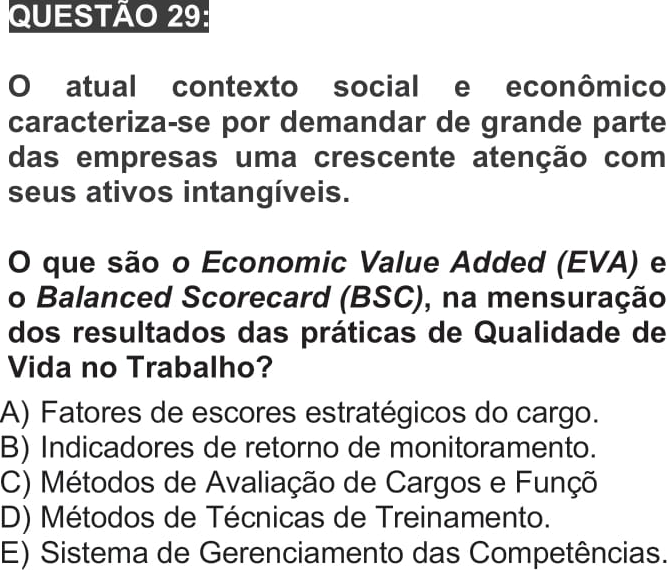 QUESTÃO 29:
O atual contexto social e econômico
caracteriza-se por demandar de grande parte
das empresas uma crescente atenção com
seus ativos intangíveis.
O que são o Economic Value Added (EVA) e
o Balanced Scorecard (BSC), na mensuração
dos resultados das práticas de Qualidade de
Vida no Trabalho?
A) Fatores de escores estratégicos do cargo.
B) Indicadores de retorno de monitoramento.
C) Métodos de Avaliação de Cargos e Funçõ
D) Métodos de Técnicas de Treinamento.
E) Sistema de Gerenciamento das Competências.